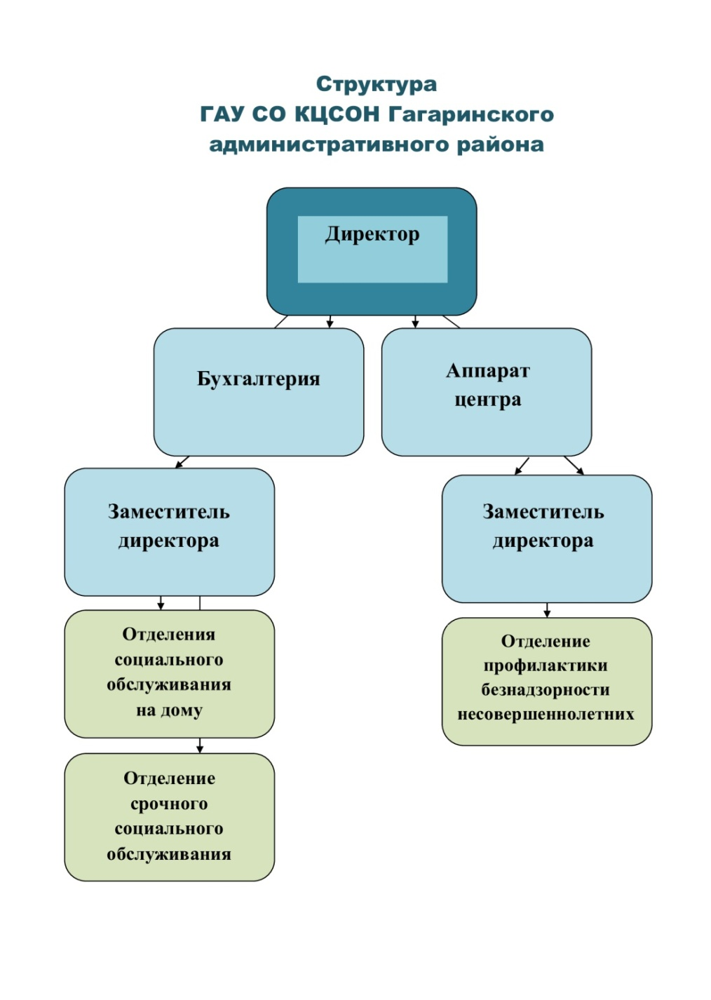 Структура
ГАУ СО КЦСОН Гагаринского
административного района
Директор
Бухгалтерия
Аппарат
центра
Заместитель
директора
Заместитель
директора
Отделения
социального
обслуживания
на дому
Отделение
профилактики
безнадзорности
несовершеннолетних
Отделение
срочного
социального
обслуживания